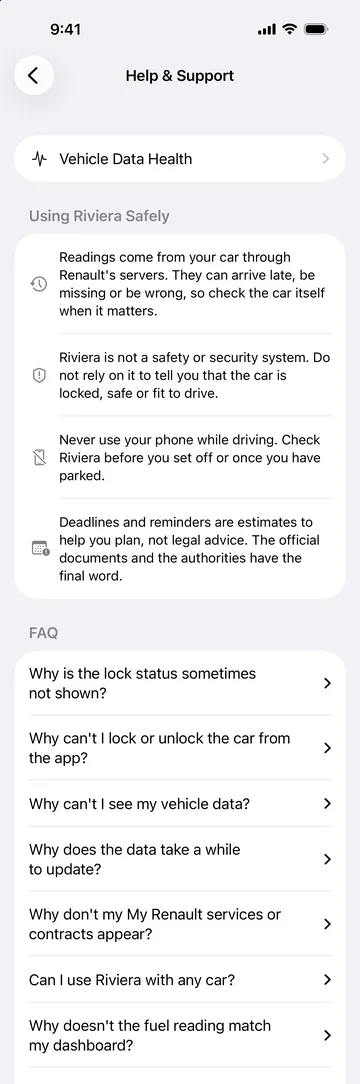 9:41
Help & Support
Vehicle Data Health
Using Riviera Safely
Readings come from your car through
Renault's servers. They can arrive late, be
missing or be wrong, so check the car itself
when it matters.
Riviera is not a safety or security system. Do
not rely on it to tell you that the car is
locked, safe or fit to drive.
Never use your phone while driving. Check
Riviera before you set off or once you have
parked.
Deadlines and reminders are estimates to
help you plan, not legal advice. The official
documents and the authorities have the
final word.
FAQ
Why is the lock status sometimes
not shown?
Why can't I lock or unlock the car from
the app?
Why can't I see my vehicle data?
Why does the data take a while
to update?
Why don't my My Renault services or
contracts appear?
Can I use Riviera with any car?
Why doesn't the fuel reading match
my dashboard?